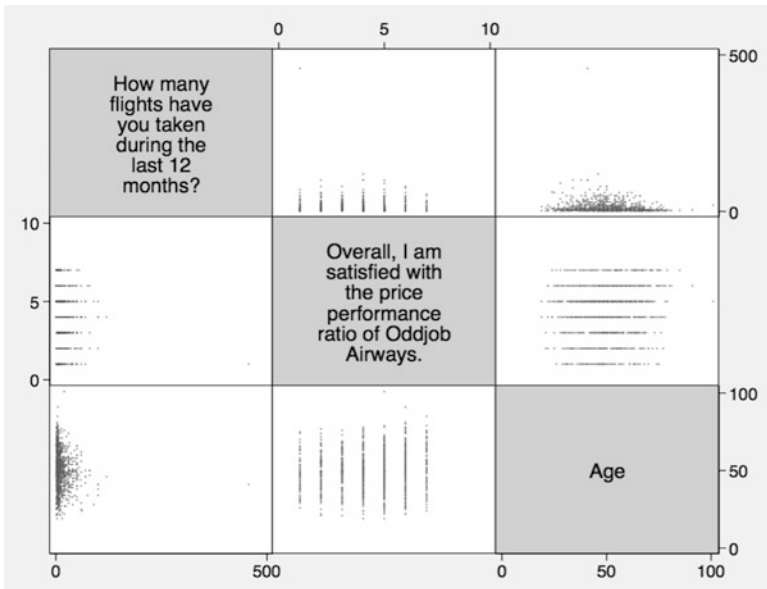 0 5 10
How many
flights have
you taken
during the
last 12
months?
500
0
10
5
0
Overall, I am
satisfied with
the price
performance
ratio of Oddjob
Airways.
Age
100
50
0
0 500 0 50 100